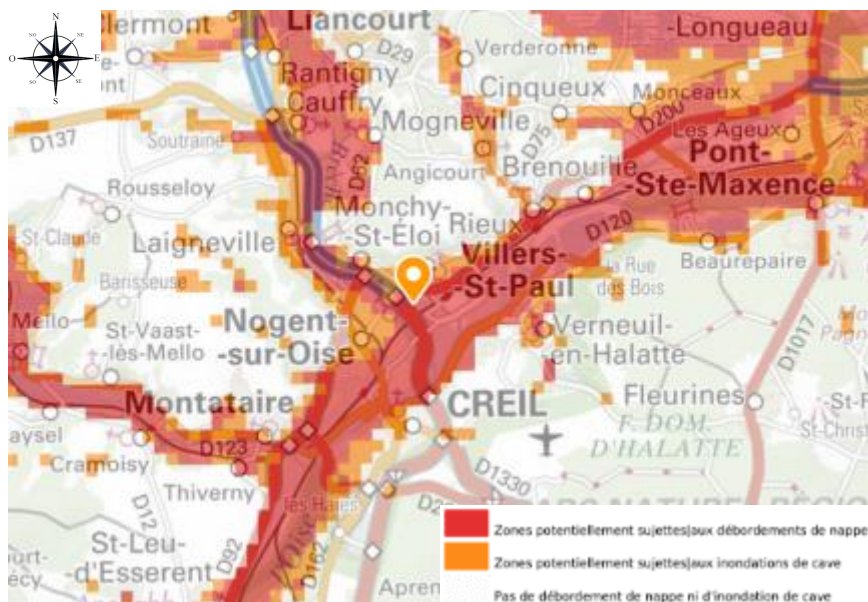 N
NO
NE
O
E
SO
SE
S
Clermont
Liancourt
-Longueau
D29
Verderonne
Rantigny
Cauffry
Cinqueux
Monceaux
D200
D137
Soutraine
Mogneville
D75
Les Ageux
D62
Angicourt
Brenouille
Pont-
-Ste-Maxence
Rousseloy
Monchy-
-St-Éloi
Rieux
D120
St-Claude
Laigneville
Villers-
-St-Paul
la Rue
des Bois
Beaurepaire
Barisseuse
Mello
St-Vaast-
-lès-Mello
Nogent-
-sur-Oise
Verneuil-
-en-Halatte
D1017
Montataire
CREIL
Fleurines
F. DOM.
D'HALATTE
St-Christ
Cramoisy
D123
Thiverny
D1330
D12
les Haies
St-Leu-
-d'Esserent
D92
D162
Apren
Zones potentiellement sujettes|aux débordements de nappe
Zones potentiellement sujettes|aux inondations de cave
Pas de débordement de nappe ni d'inondation de cave